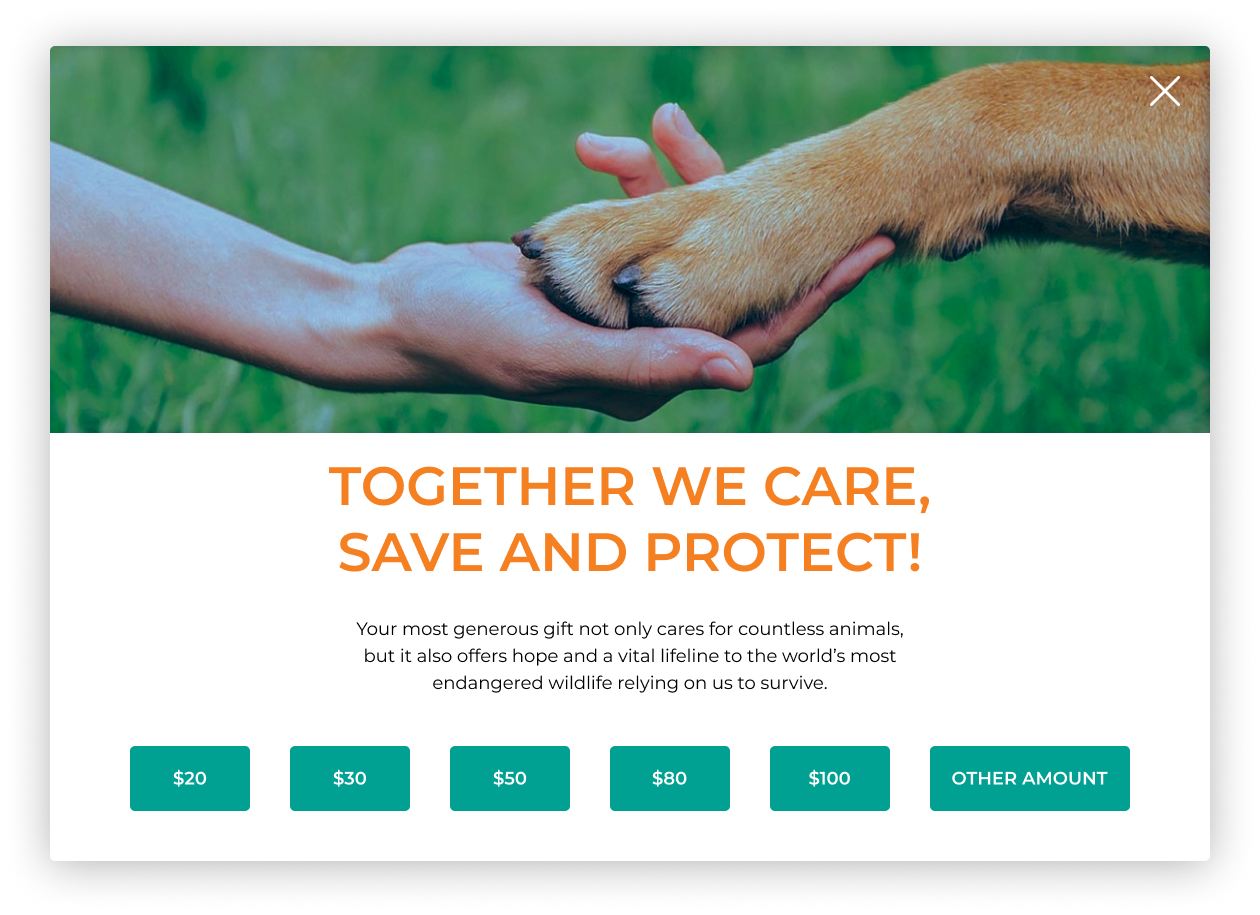 TOGETHER WE CARE,
SAVE AND PROTECT!
Your most generous gift not only cares for countless animals,
but it also offers hope and a vital lifeline to the world’s most
endangered wildlife relying on us to survive.
$20
$30
$50
$80
$100
OTHER AMOUNT